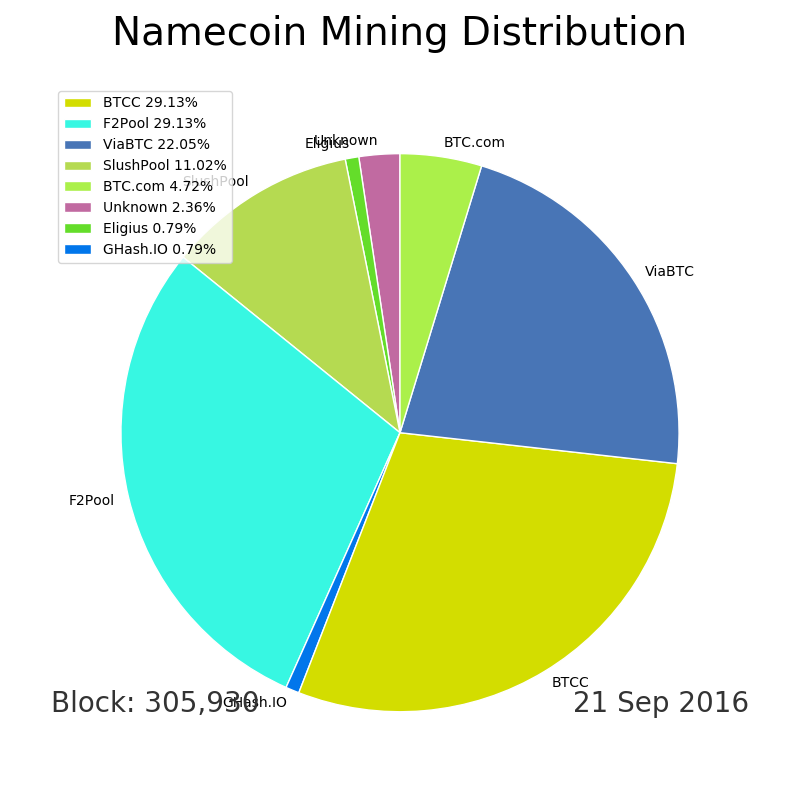 Namecoin Mining Distribution
BTCC 29.13%
F2Pool 29.13%
ViaBTC 22.05%
SlushPool 11.02%
BTC.com 4.72%
Unknown 2.36%
Eligius 0.79%
GHash.IO 0.79%
Eligius
Unknown
BTC.com
SlushPool
ViaBTC
F2Pool
BTCC
GHash.IO
Block: 305,930
21 Sep 2016